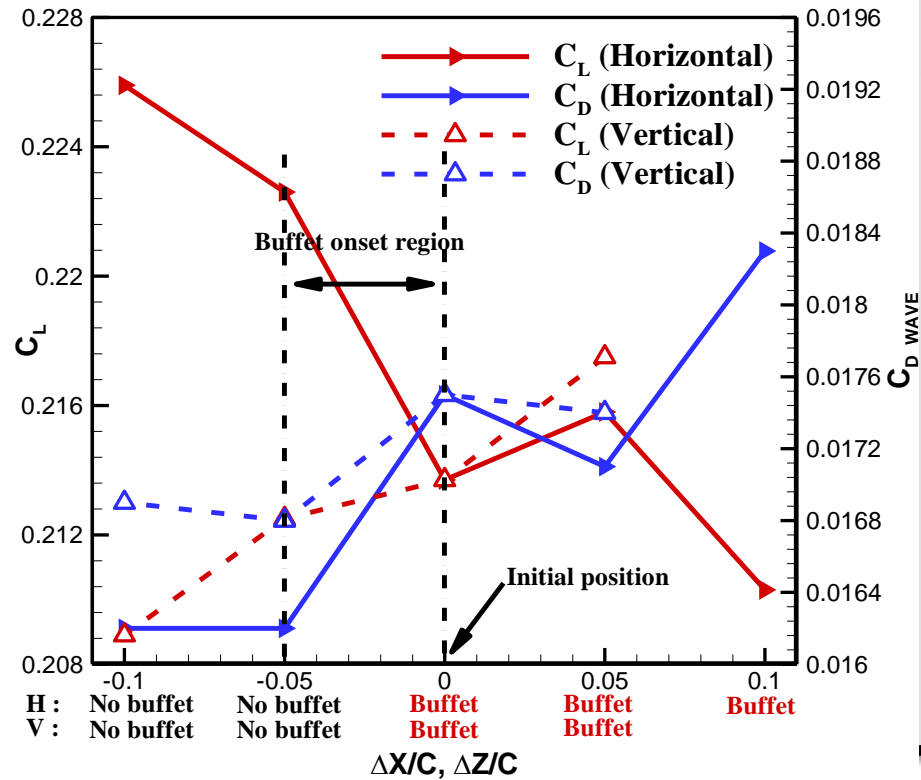 0.228
0.224
0.22
0.216
0.212
0.208
C_L
0.0196
0.0192
0.0188
0.0184
0.018
0.0176
0.0172
0.0168
0.0164
0.016
C_D WAVE
C_L (Horizontal)
C_D (Horizontal)
C_L (Vertical)
C_D (Vertical)
Buffet onset region
Initial position
-0.1 -0.05 0 0.05 0.1
H : No buffet No buffet Buffet Buffet Buffet
V : No buffet No buffet Buffet Buffet
ΔX/C, ΔZ/C